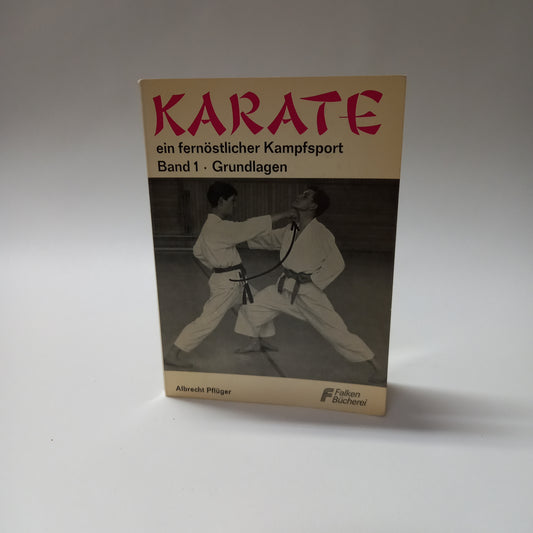 KARATE
ein fernöstlicher Kampfsport
Band 1 · Grundlagen
Albrecht Pflüger
Falken
Bücherei